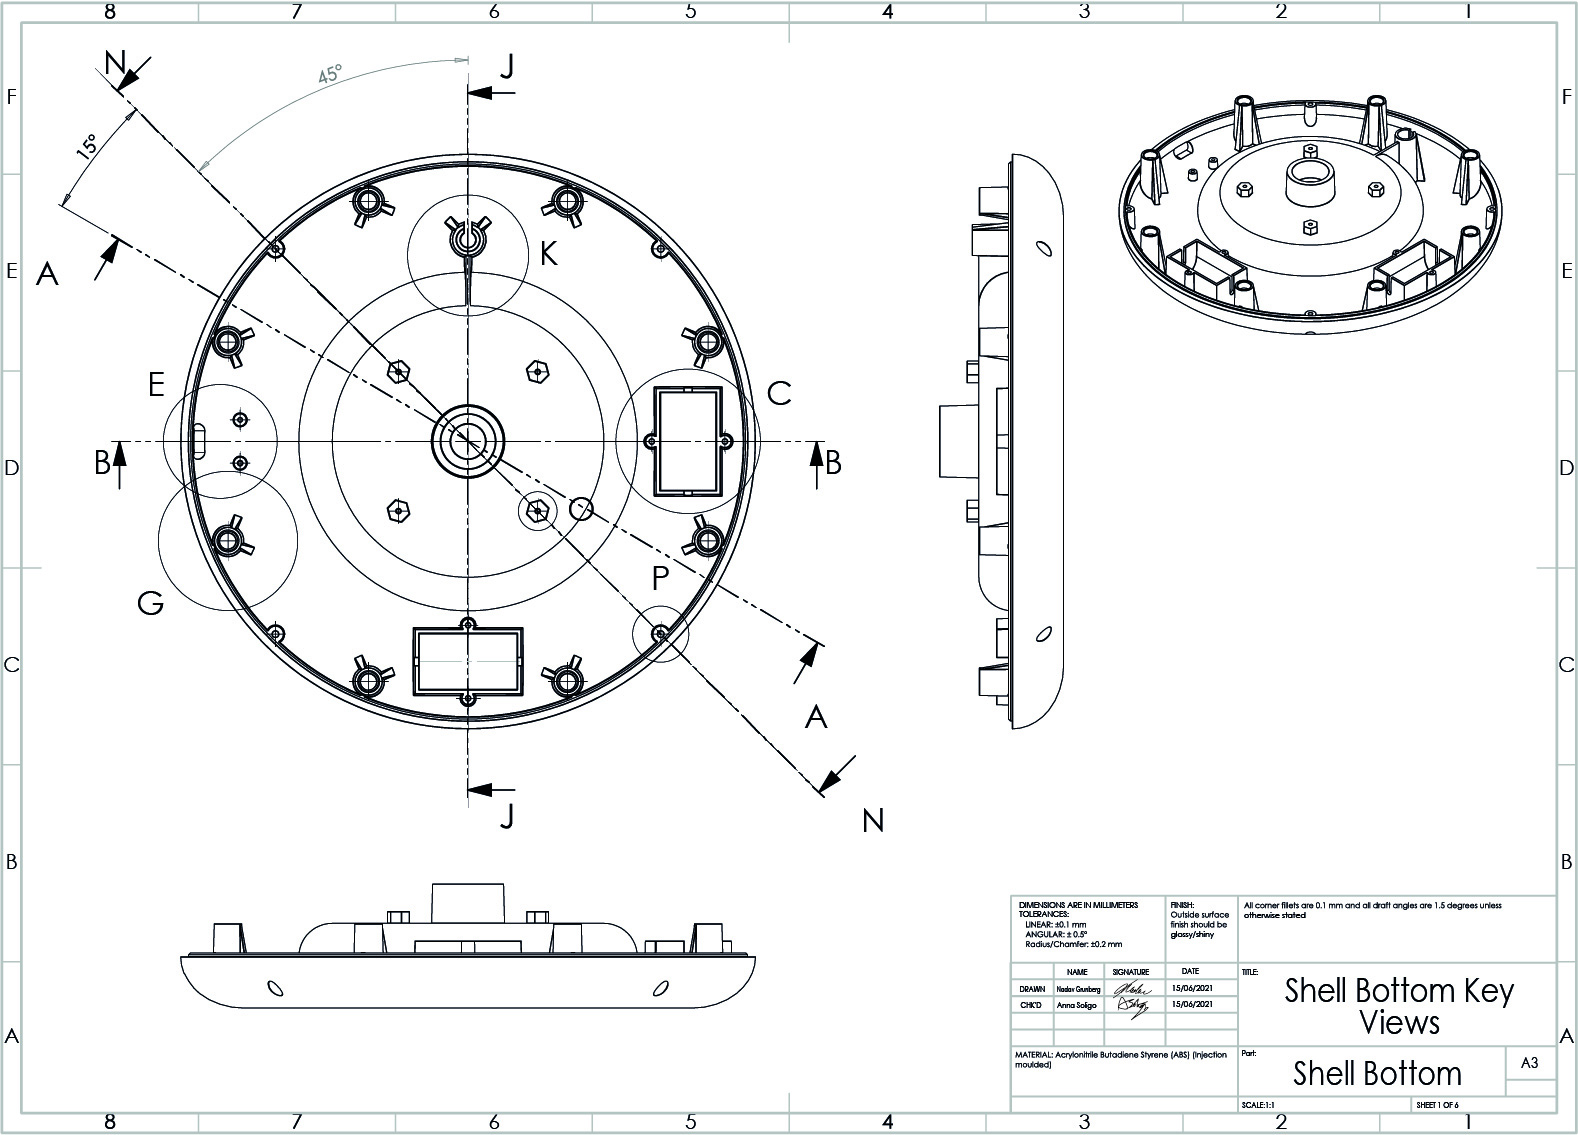 8 7 6 5 4 3 2 1
F F
E E
D D
C C
B B
A A
N
J
45°
15°
A
K
E
C
B
B
G
P
A
J
N
DIMENSIONS ARE IN MILLIMETERS
TOLERANCES:
LINEAR: ±0.1 mm
ANGULAR: ± 0.5°
Radius/Chamfer: ±0.2 mm
FINISH:
Outside surface
finish should be
glossy/shiny
All corner fillets are 0.1 mm and all draft angles are 1.5 degrees unless
otherwise stated
NAME SIGNATURE DATE
DRAWN Nadav Grunberg 15/06/2021
CHK'D Anna Soligo 15/06/2021
TITLE:
Shell Bottom Key
Views
MATERIAL: Acrylonitrile Butadiene Styrene (ABS) (Injection
moulded)
Part:
Shell Bottom
A3
SCALE:1:1
SHEET 1 OF 6
8 7 6 5 4 3 2 1